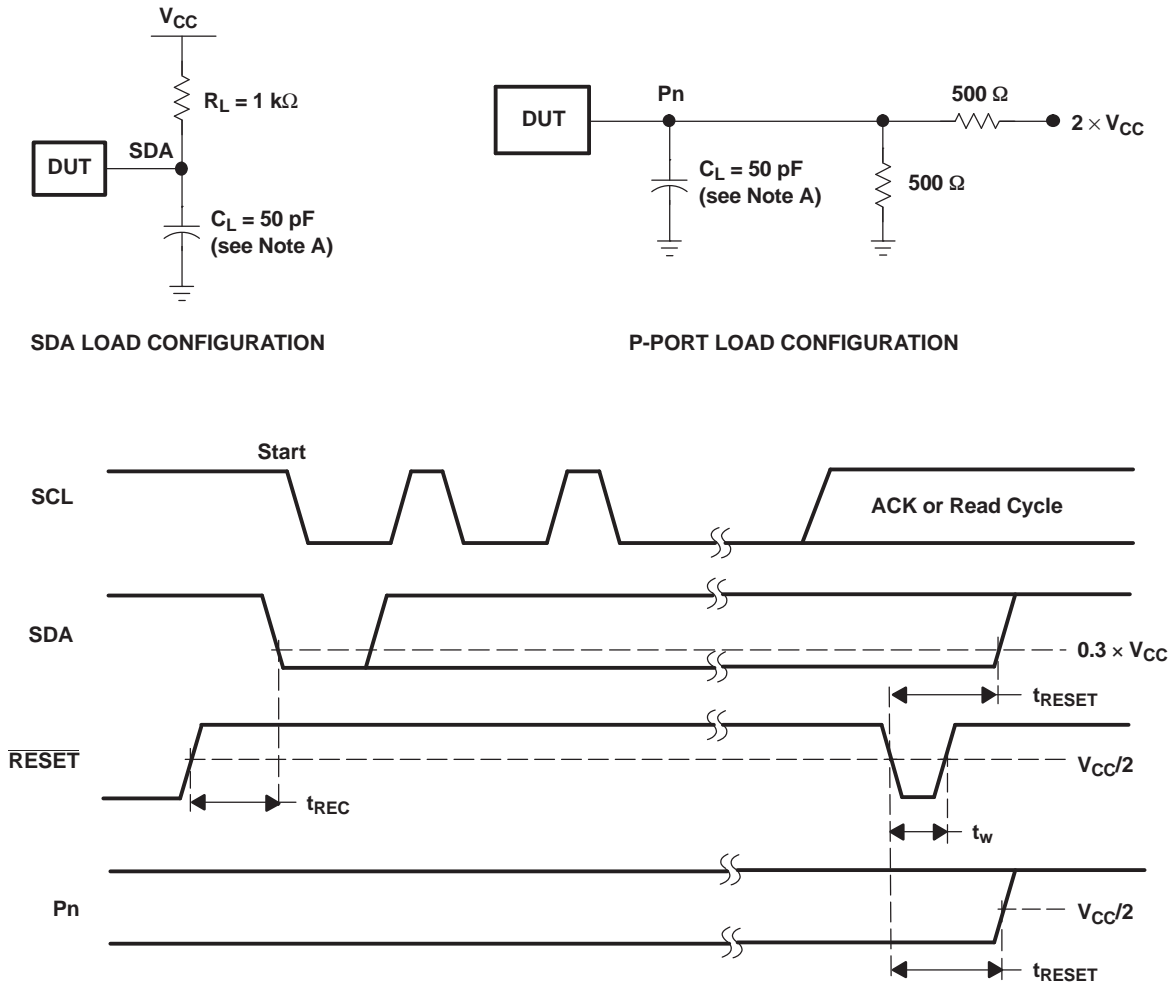 VCC
RL = 1 kΩ
DUT
SDA
CL = 50 pF
(see Note A)
SDA LOAD CONFIGURATION
DUT
Pn
500 Ω
2 × VCC
CL = 50 pF
(see Note A)
500 Ω
P-PORT LOAD CONFIGURATION
Start
SCL
ACK or Read Cycle
SDA
0.3 × VCC
tRESET
RESET
VCC/2
tREC
tw
Pn
VCC/2
tRESET